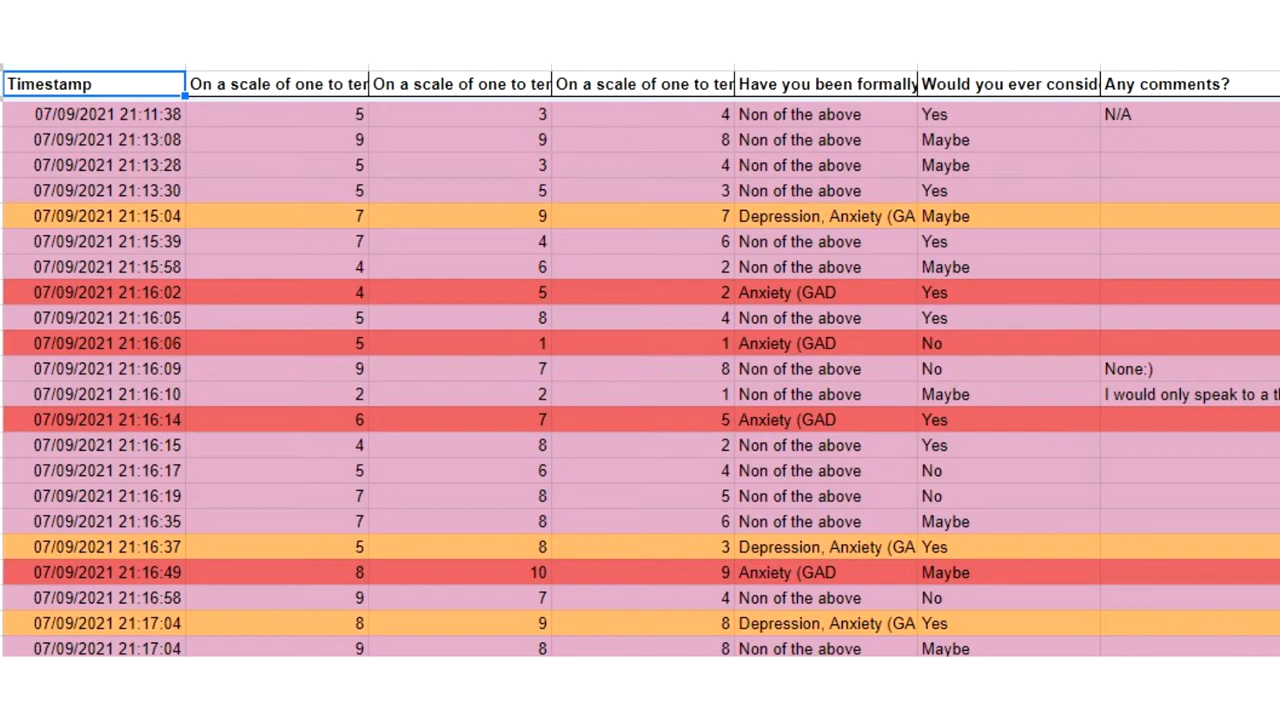 Timestamp On a scale of one to ten On a scale of one to ten On a scale of one to ten Have you been formally Would you ever consid Any comments?
07/09/2021 21:11:38 5 3 4 Non of the above Yes N/A
07/09/2021 21:13:08 9 9 8 Non of the above Maybe
07/09/2021 21:13:28 5 3 4 Non of the above Maybe
07/09/2021 21:13:30 5 5 3 Non of the above Yes
07/09/2021 21:15:04 7 9 7 Depression, Anxiety (GA Maybe
07/09/2021 21:15:39 7 4 6 Non of the above Yes
07/09/2021 21:15:58 4 6 2 Non of the above Maybe
07/09/2021 21:16:02 4 5 2 Anxiety (GAD Yes
07/09/2021 21:16:05 5 8 4 Non of the above Yes
07/09/2021 21:16:06 5 1 1 Anxiety (GAD No
07/09/2021 21:16:09 9 7 8 Non of the above No None:)
07/09/2021 21:16:10 2 2 1 Non of the above Maybe I would only speak to a th
07/09/2021 21:16:14 6 7 5 Anxiety (GAD Yes
07/09/2021 21:16:15 4 8 2 Non of the above Yes
07/09/2021 21:16:17 5 6 4 Non of the above No
07/09/2021 21:16:19 7 8 5 Non of the above No
07/09/2021 21:16:35 7 8 6 Non of the above Maybe
07/09/2021 21:16:37 5 8 3 Depression, Anxiety (GA Yes
07/09/2021 21:16:49 8 10 9 Anxiety (GAD Maybe
07/09/2021 21:16:58 9 7 4 Non of the above No
07/09/2021 21:17:04 8 9 8 Depression, Anxiety (GA Yes
07/09/2021 21:17:04 9 8 8 Non of the above Maybe